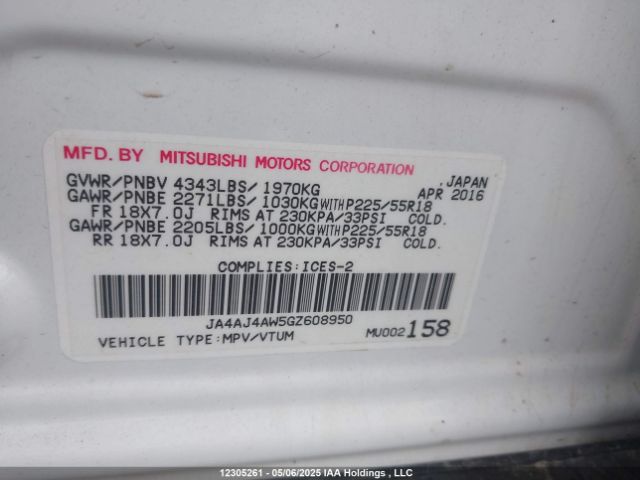 MFD. BY MITSUBISHI MOTORS CORPORATION
, JAPAN
GVWR/PNBV 4343LBS/ 1970KG APR 2016
GAWR/PNBE 2271LBS/ 1030KG WITH P225/55R18
FR 18X7.0J RIMS AT 230KPA/33PSI COLD.
GAWR/PNBE 2205LBS/ 1000KG WITH P225/55R18
RR 18X7.0J RIMS AT 230KPA/33PSI COLD.
COMPLIES:ICES-2
JA4AJ4AW5GZ608950
VEHICLE TYPE:MPV/VTUM MU002158
12305261 - 05/06/2025 IAA Holdings , LLC